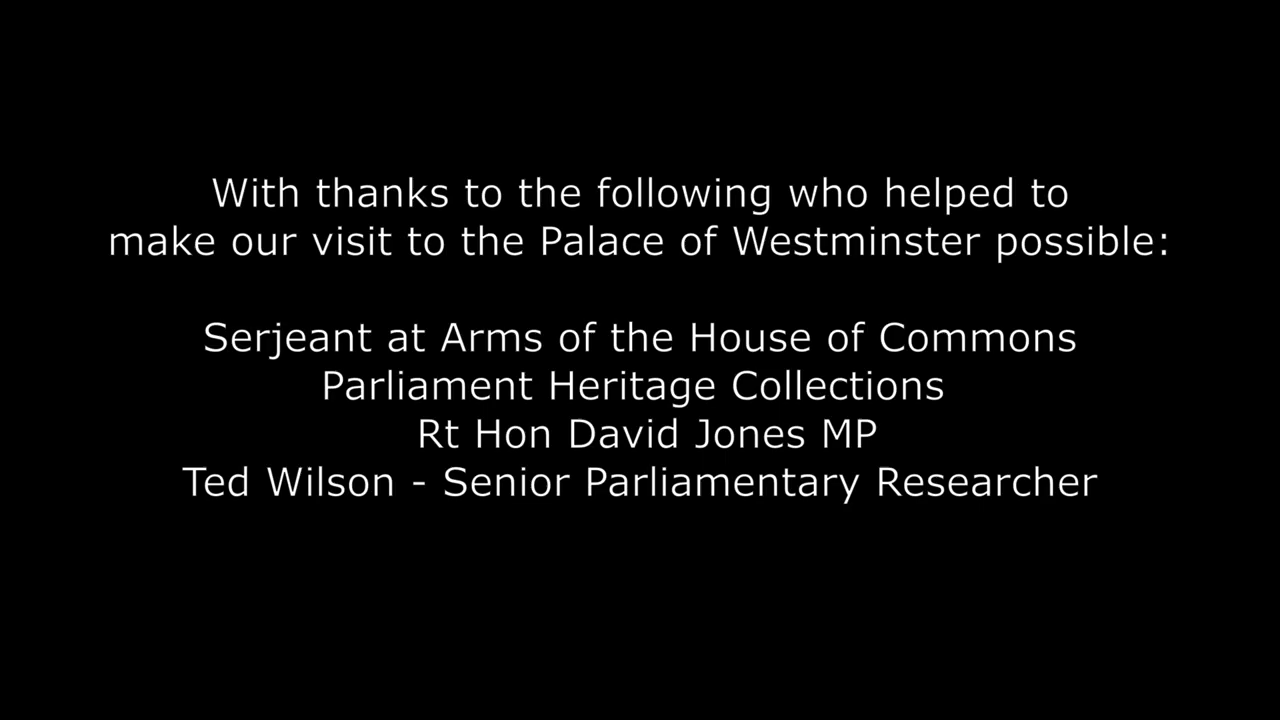 With thanks to the following who helped to
make our visit to the Palace of Westminster possible:
Serjeant at Arms of the House of Commons
Parliament Heritage Collections
Rt Hon David Jones MP
Ted Wilson - Senior Parliamentary Researcher